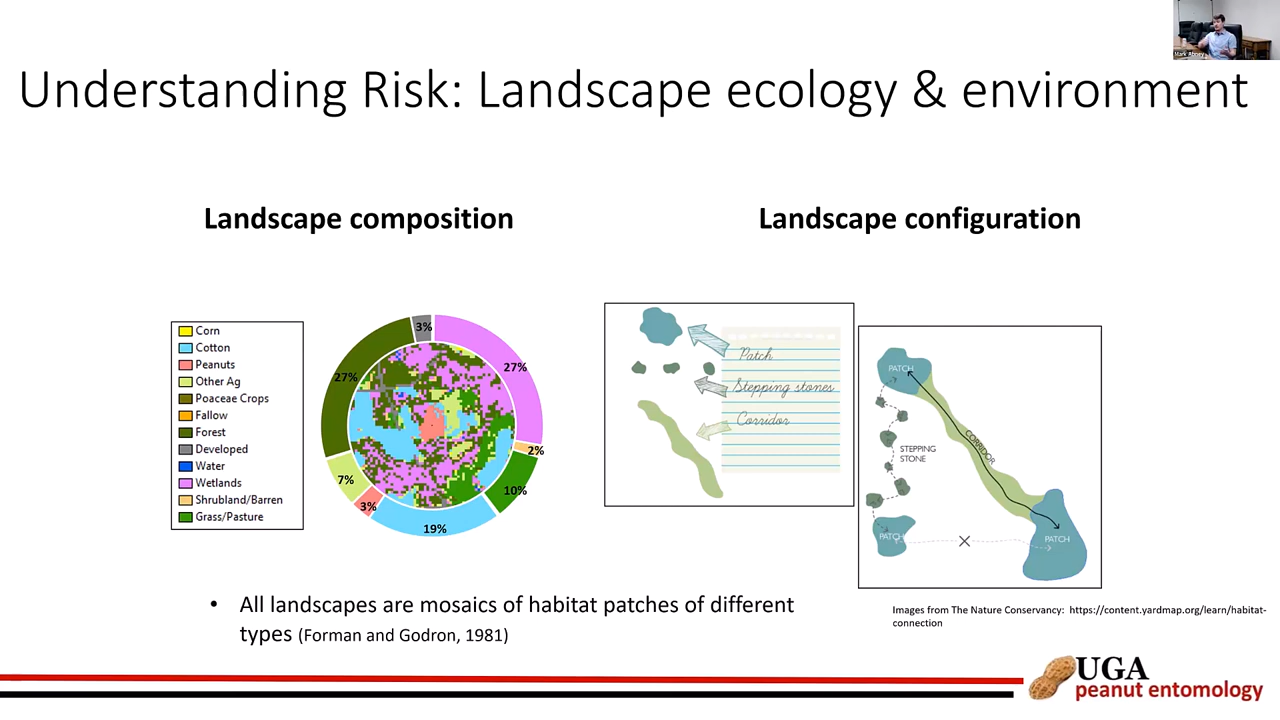 Mark Abney
Understanding Risk: Landscape ecology & environment
Landscape composition
Corn
Cotton
Peanuts
Other Ag
Poaceae Crops
Fallow
Forest
Developed
Water
Wetlands
Shrubland/Barren
Grass/Pasture
3%
27%
27%
2%
7%
10%
3%
19%
Landscape configuration
Patch
Stepping stones
Corridor
PATCH
CORRIDOR
STEPPING
STONE
PATCH
PATCH
• All landscapes are mosaics of habitat patches of different
types (Forman and Godron, 1981)
Images from The Nature Conservancy: https://content.yardmap.org/learn/habitat-
connection
UGA
peanut entomology